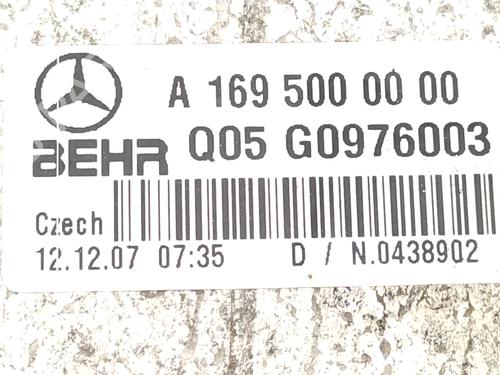 A 169 500 00 00
BEHR Q05 G0976003
Czech
12.12.07 07:35 D / N.0438902